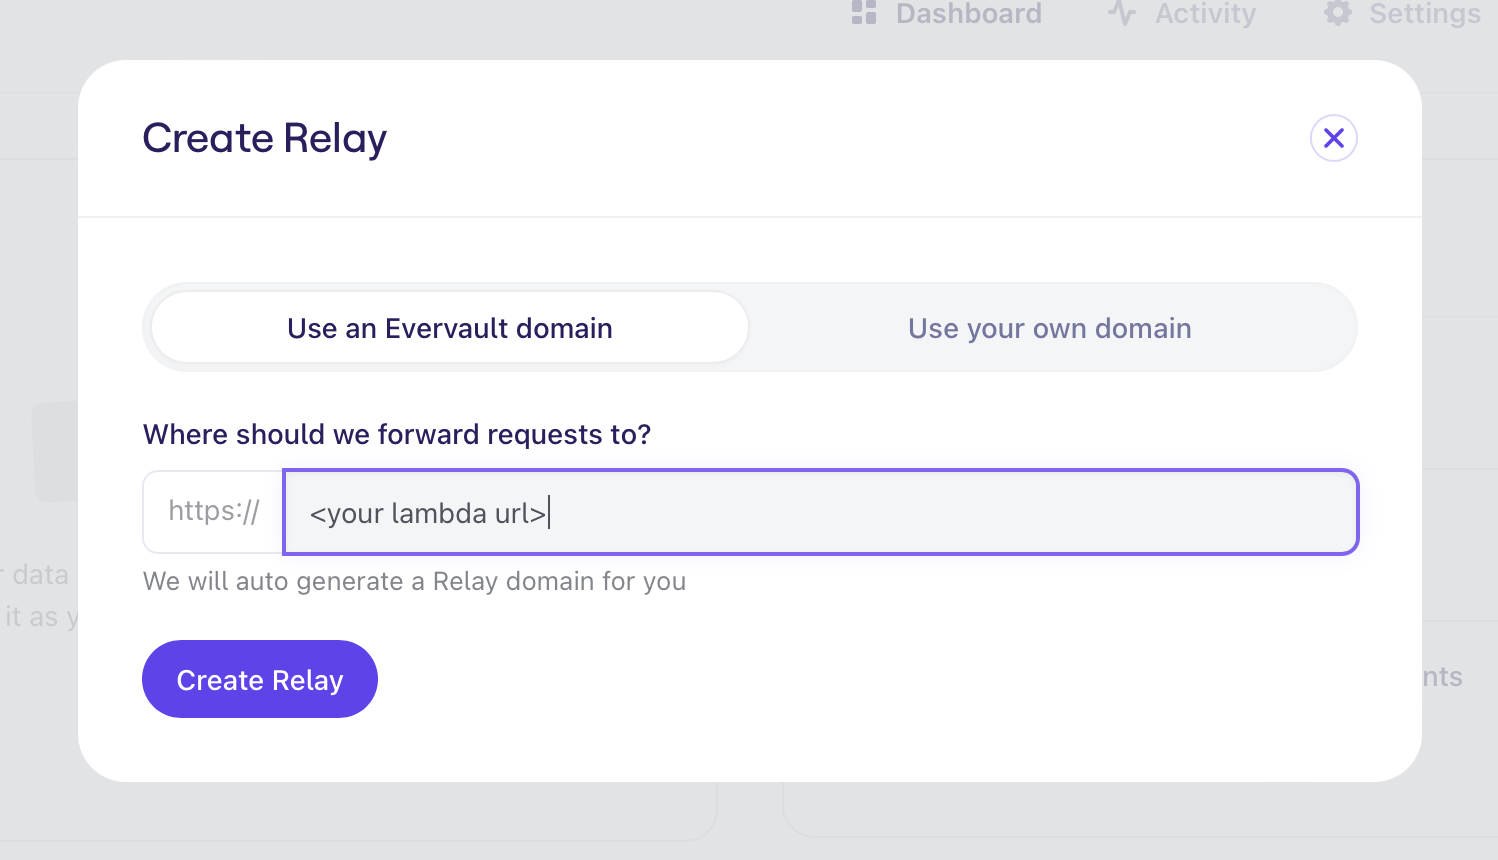 Dashboard Activity Settings
Create Relay
Use an Evervault domain Use your own domain
Where should we forward requests to?
https:// <your lambda url>
We will auto generate a Relay domain for you
data
it as
Create Relay